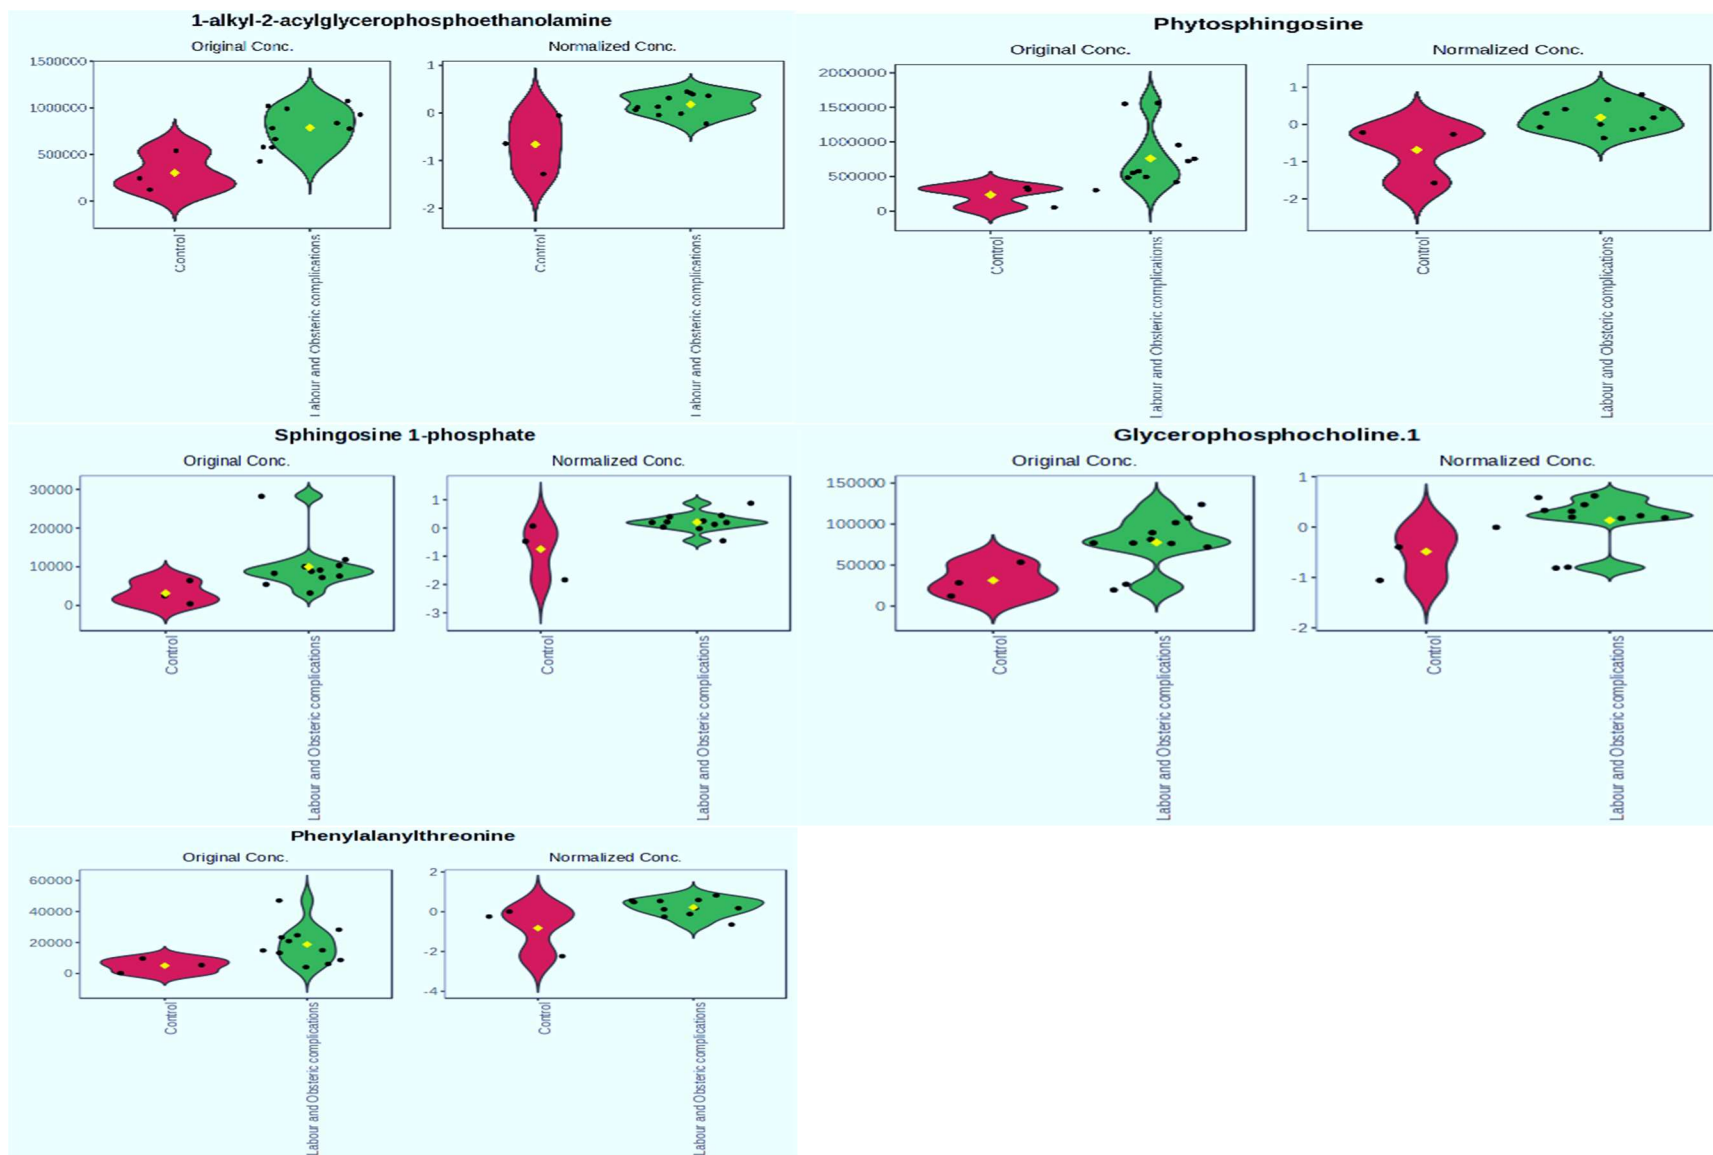 1-alkyl-2-acylglycerophosphoethanolamine
Original Conc.
Normalized Conc.
1500000
1000000
500000
0
1
0
-1
-2
Control
Labour and Obsteric complications
Control
Labour and Obsteric complications
Phytosphingosine
Original Conc.
Normalized Conc.
2000000
1500000
1000000
500000
0
1
0
-1
-2
Control
Labour and Obsteric complications
Control
Labour and Obsteric complications
Sphingosine 1-phosphate
Original Conc.
Normalized Conc.
30000
20000
10000
0
1
0
-1
-2
-3
Control
Labour and Obsteric complications
Control
Labour and Obsteric complications
Glycerophosphocholine.1
Original Conc.
Normalized Conc.
150000
100000
50000
0
1
0
-1
-2
Control
Labour and Obsteric complications
Control
Labour and Obsteric complications
Phenylalanylthreonine
Original Conc.
Normalized Conc.
60000
40000
20000
0
2
0
-2
-4
Control
Labour and Obsteric complications
Control
Labour and Obsteric complications